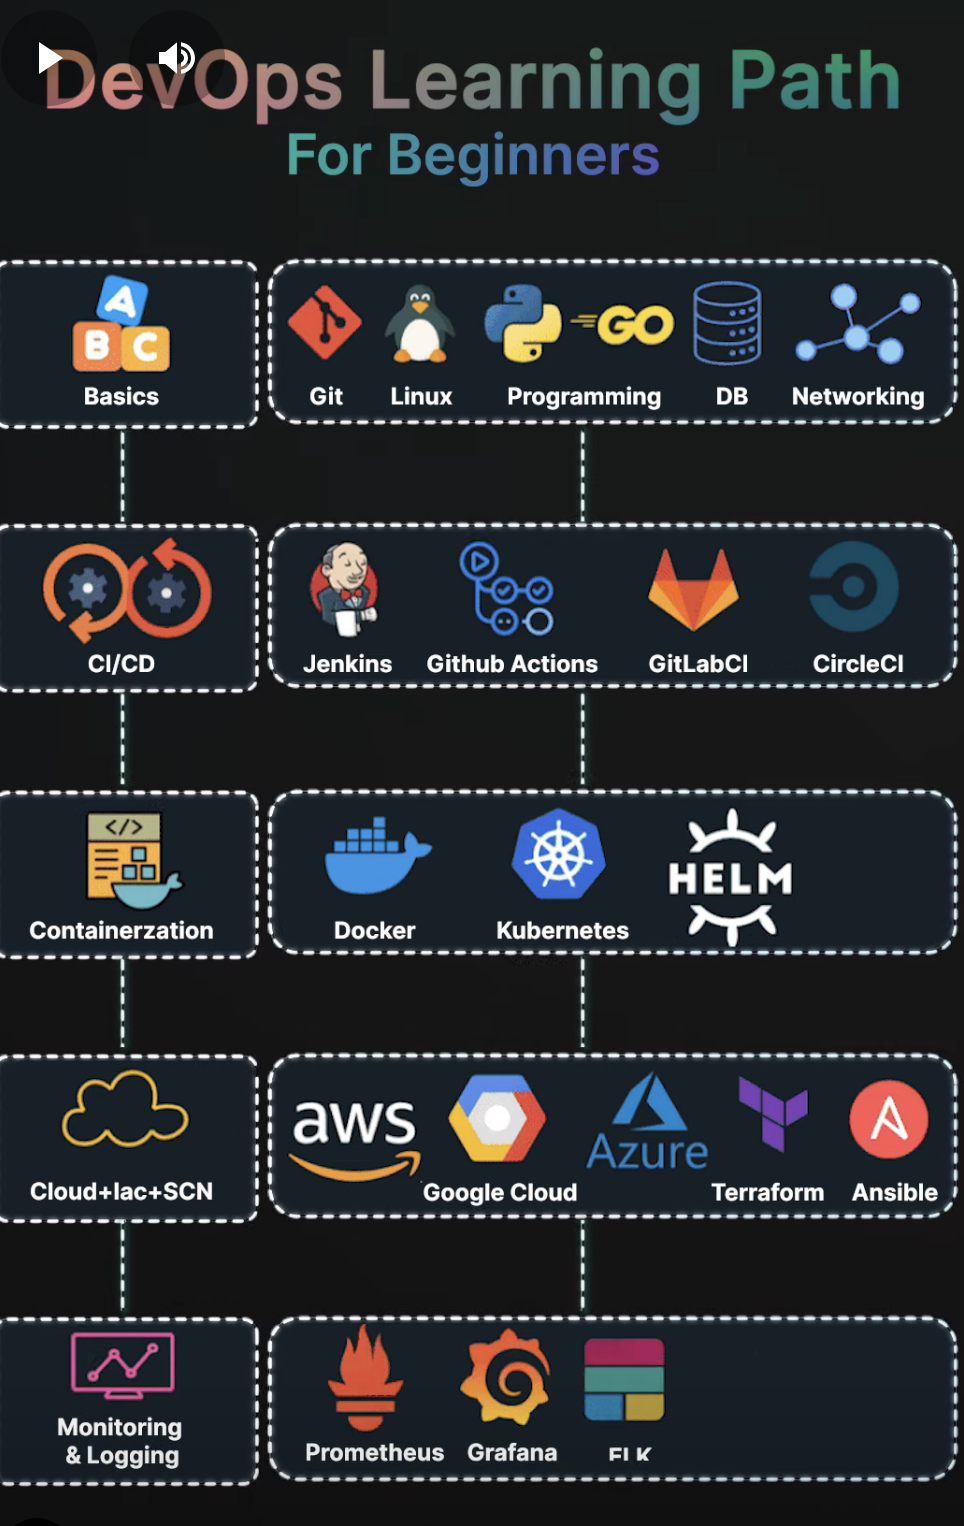 DevOps Learning Path
For Beginners
A
B C
Basics
Git Linux Programming DB Networking
GO
CI/CD
Jenkins Github Actions GitLabCI CircleCI
</>
Containerzation
Docker Kubernetes
HELM
Cloud+Iac+SCN
aws
Google Cloud
Azure
Terraform Ansible
Monitoring
& Logging
Prometheus Grafana ELK